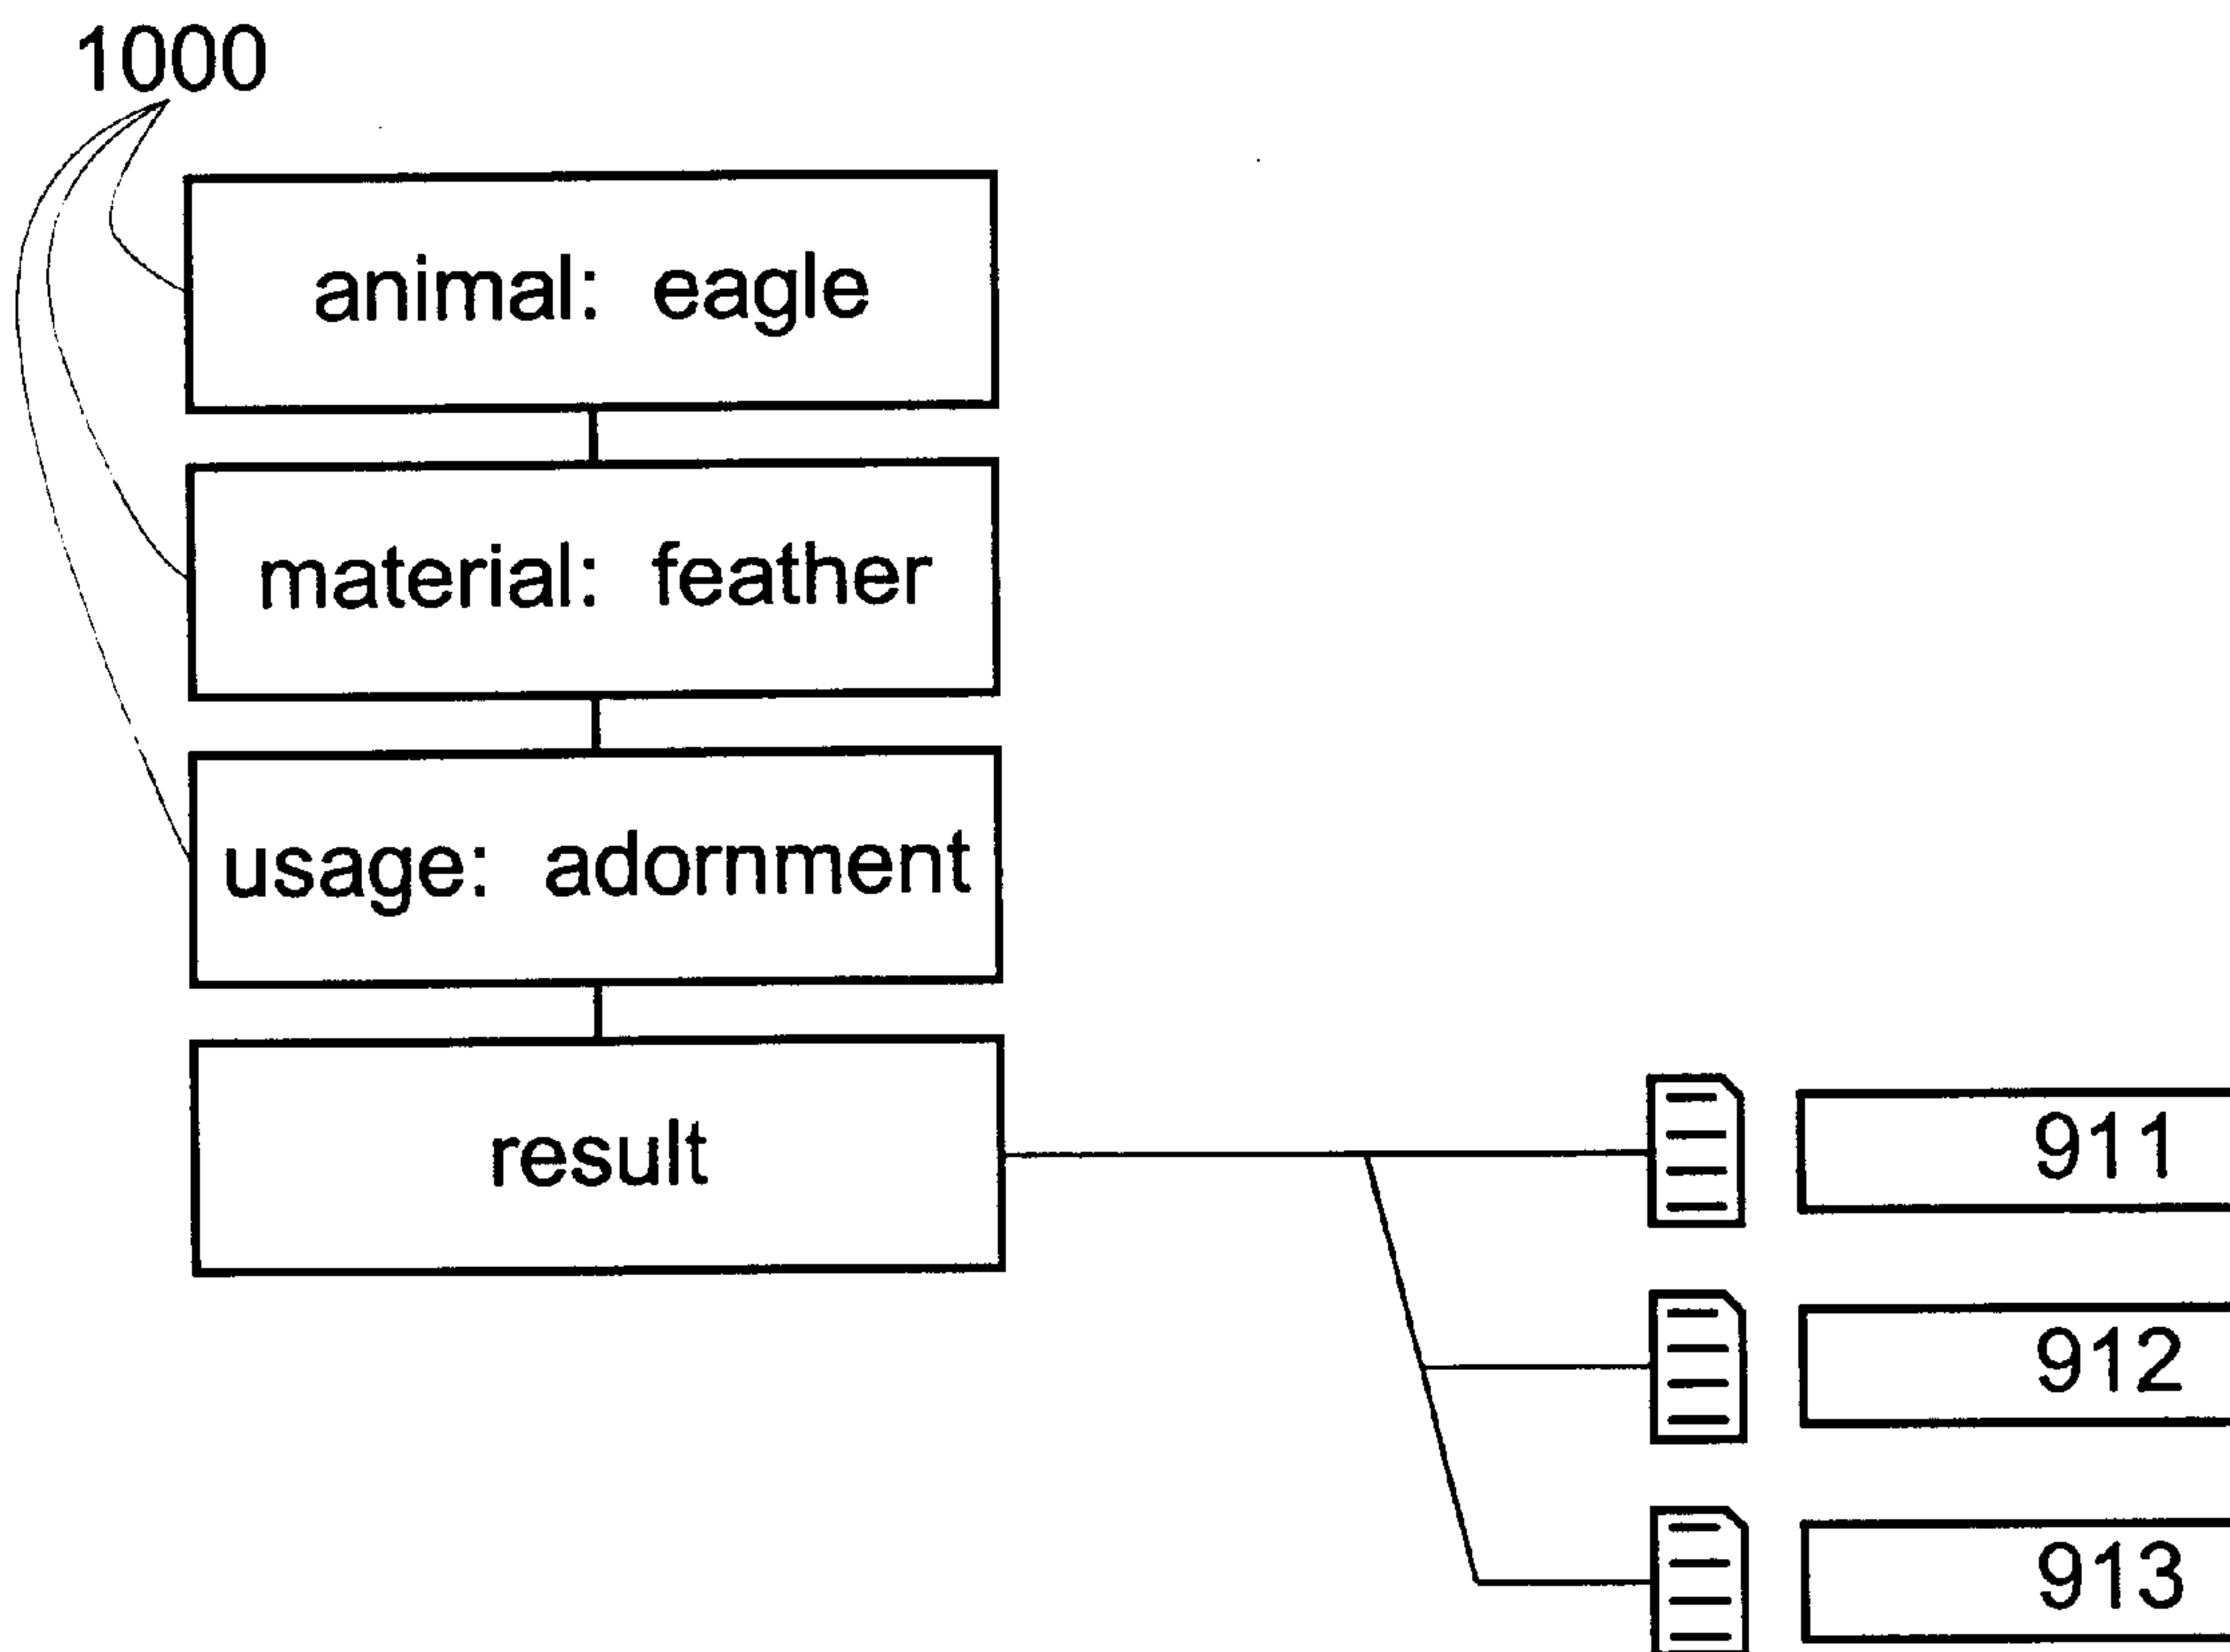 1000
animal: eagle
material: feather
usage: adornment
result
911
912
913